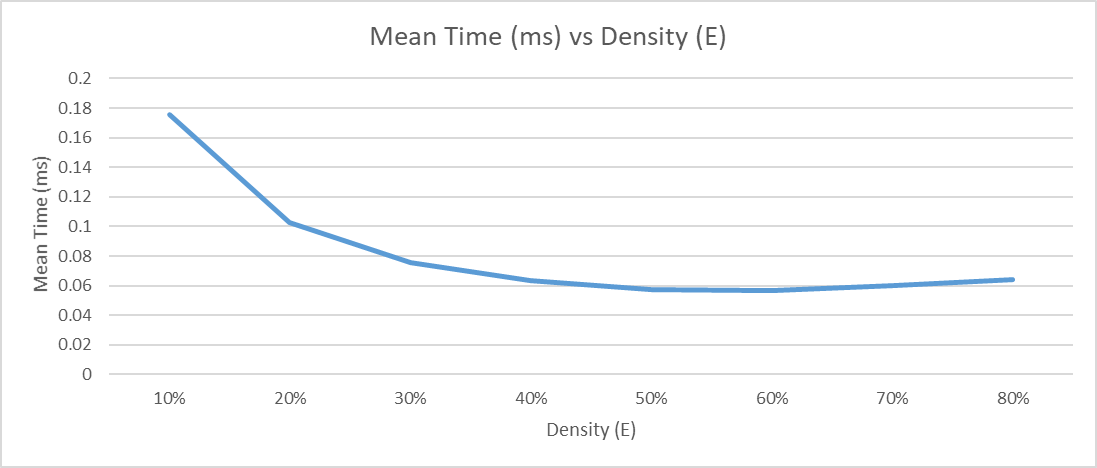 Mean Time (ms) vs Density (E)
0.2
0.18
0.16
0.14
0.12
0.1
0.08
0.06
0.04
0.02
0
Mean Time (ms)
10% 20% 30% 40% 50% 60% 70% 80%
Density (E)